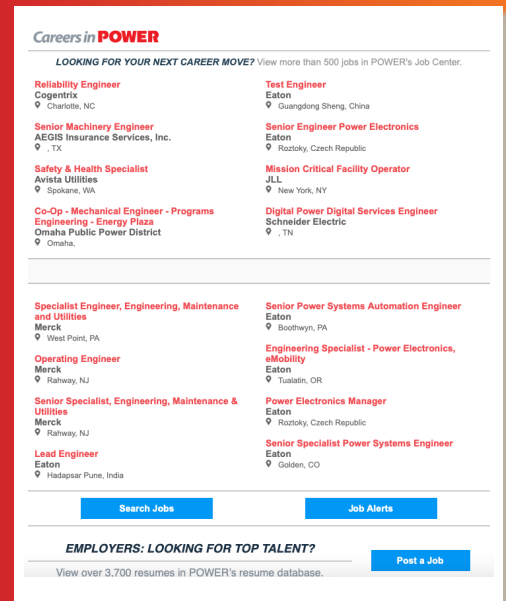 Careers in POWER
LOOKING FOR YOUR NEXT CAREER MOVE? View more than 500 jobs in POWER's Job Center.
Reliability Engineer
Cogentrix
Charlotte, NC
Senior Machinery Engineer
AEGIS Insurance Services, Inc.
, TX
Safety & Health Specialist
Avista Utilities
Spokane, WA
Co-Op - Mechanical Engineer - Programs
Engineering - Energy Plaza
Omaha Public Power District
Omaha,
Test Engineer
Eaton
Guangdong Sheng, China
Senior Engineer Power Electronics
Eaton
Roztoky, Czech Republic
Mission Critical Facility Operator
JLL
New York, NY
Digital Power Digital Services Engineer
Schneider Electric
, TN
Specialist Engineer, Engineering, Maintenance
and Utilities
Merck
West Point, PA
Operating Engineer
Merck
Rahway, NJ
Senior Specialist, Engineering, Maintenance &
Utilities
Merck
Rahway, NJ
Lead Engineer
Eaton
Hadapsar Pune, India
Senior Power Systems Automation Engineer
Eaton
Boothwyn, PA
Engineering Specialist - Power Electronics,
eMobility
Eaton
Tualatin, OR
Power Electronics Manager
Eaton
Roztoky, Czech Republic
Senior Specialist Power Systems Engineer
Eaton
Golden, CO
Search Jobs
Job Alerts
EMPLOYERS: LOOKING FOR TOP TALENT?
View over 3,700 resumes in POWER's resume database.
Post a Job